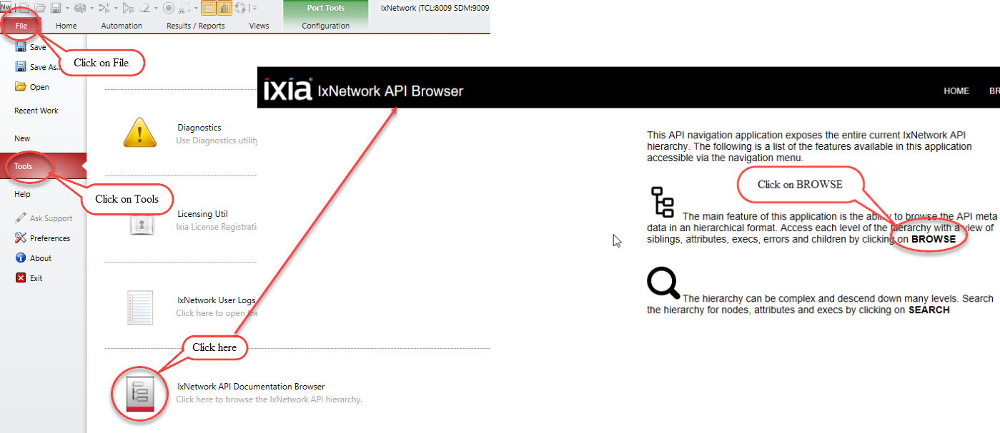 Nw
Port Tools
IxNetwork (TCL:8009 SDM:9009
File
Home
Automation
Results / Reports
Views
Configuration
Save
Save As..
Open
Recent Work
New
Tools
Help
Ask Support
Preferences
About
Exit
Click on File
Click on Tools
Diagnostics
Use Diagnostics utility
Licensing Util
Ixia License Registrati
IxNetwork User Logs
Click here to open the
Click here
IxNetwork API Documentation Browser
Click here to browse the IxNetwork API hierarchy.
ixia IxNetwork API Browser
HOME
BR
This API navigation application exposes the entire current IxNetwork API
hierarchy. The following is a list of the features available in this application
accessible via the navigation menu.
Click on BROWSE
The main feature of this application is the ability to browse the API meta
data in an hierarchical format. Access each level of the hierarchy with a view of
siblings, attributes, execs, errors and children by clicking on BROWSE
The hierarchy can be complex and descend down many levels. Search
the hierarchy for nodes, attributes and execs by clicking on SEARCH